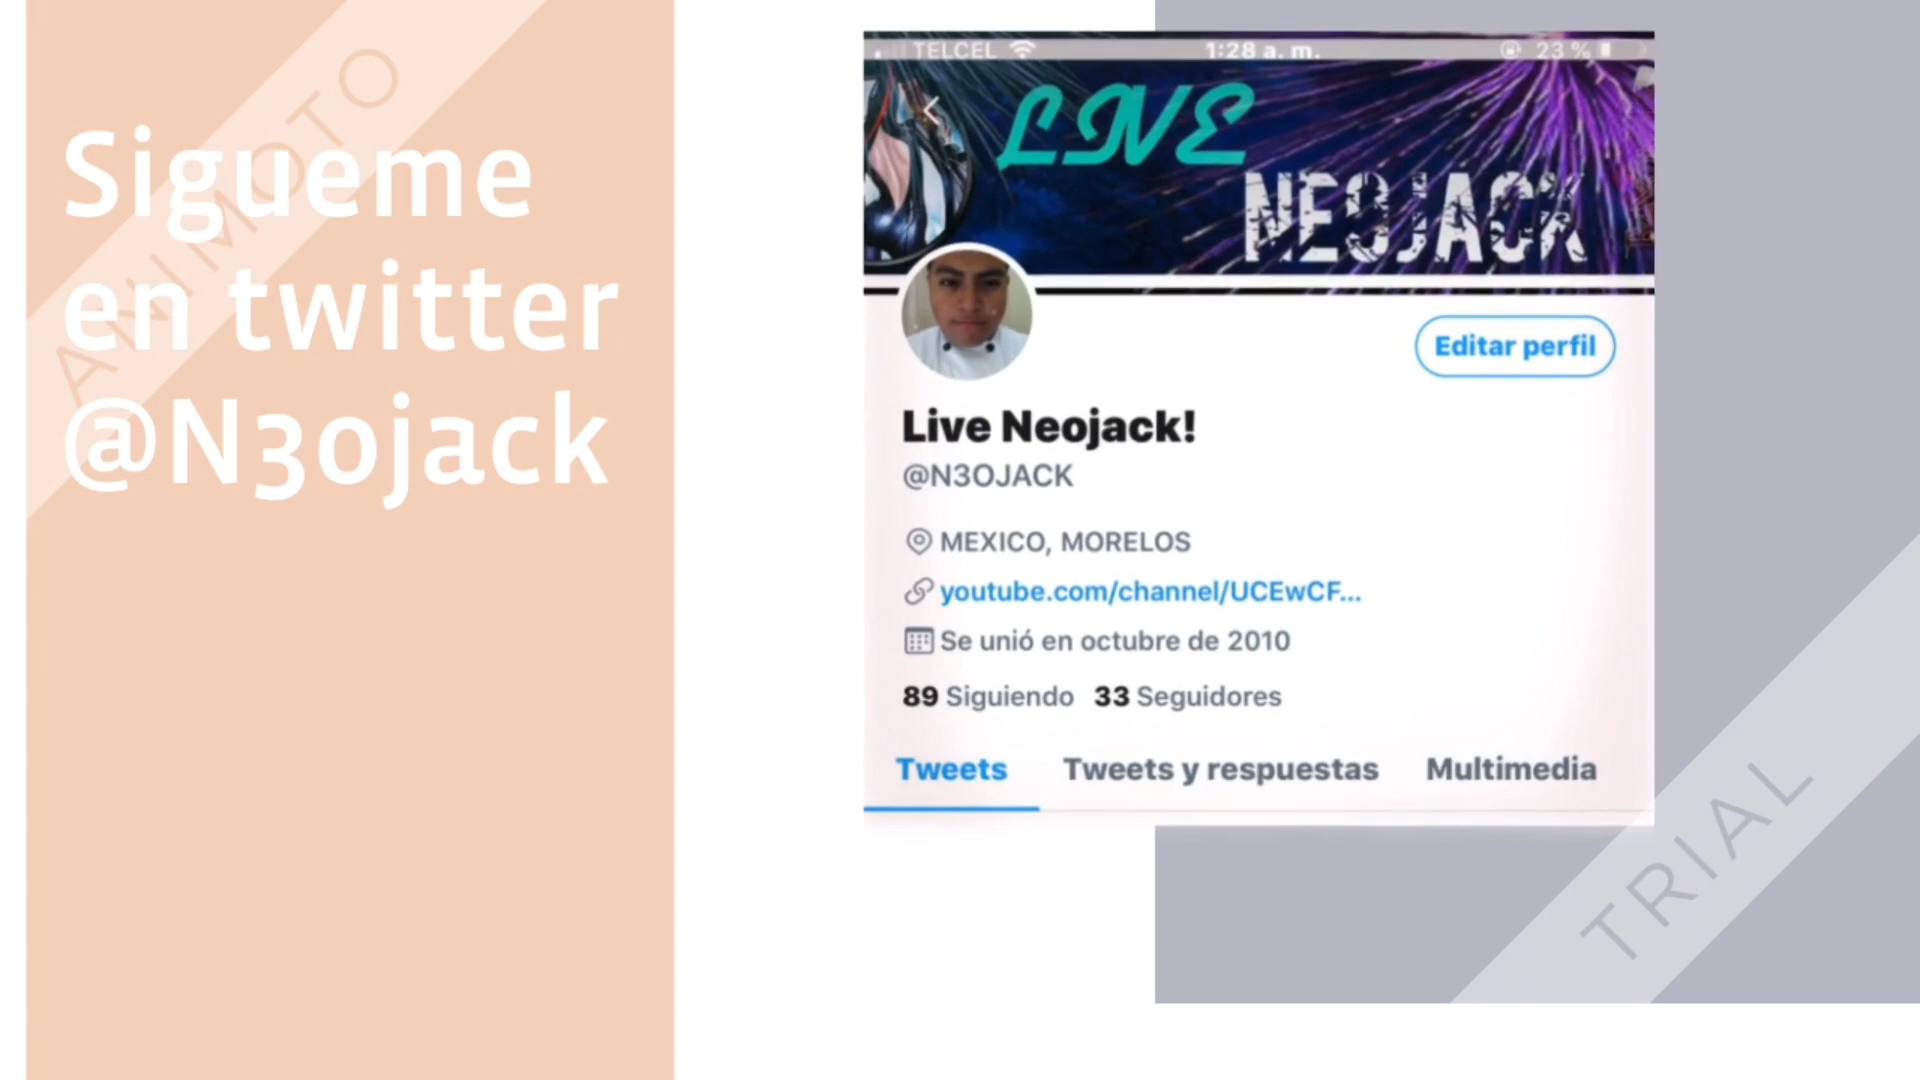 ANIMOTO
Sigueme
en twitter
@N3ojack
TELCEL 1:28 a. m. 23 %
LIVE
NEOJACK
Editar perfil
Live Neojack!
@N3OJACK
MEXICO, MORELOS
youtube.com/channel/UCEwCF...
Se unió en octubre de 2010
89 Siguiendo 33 Seguidores
Tweets Tweets y respuestas Multimedia
TRIAL